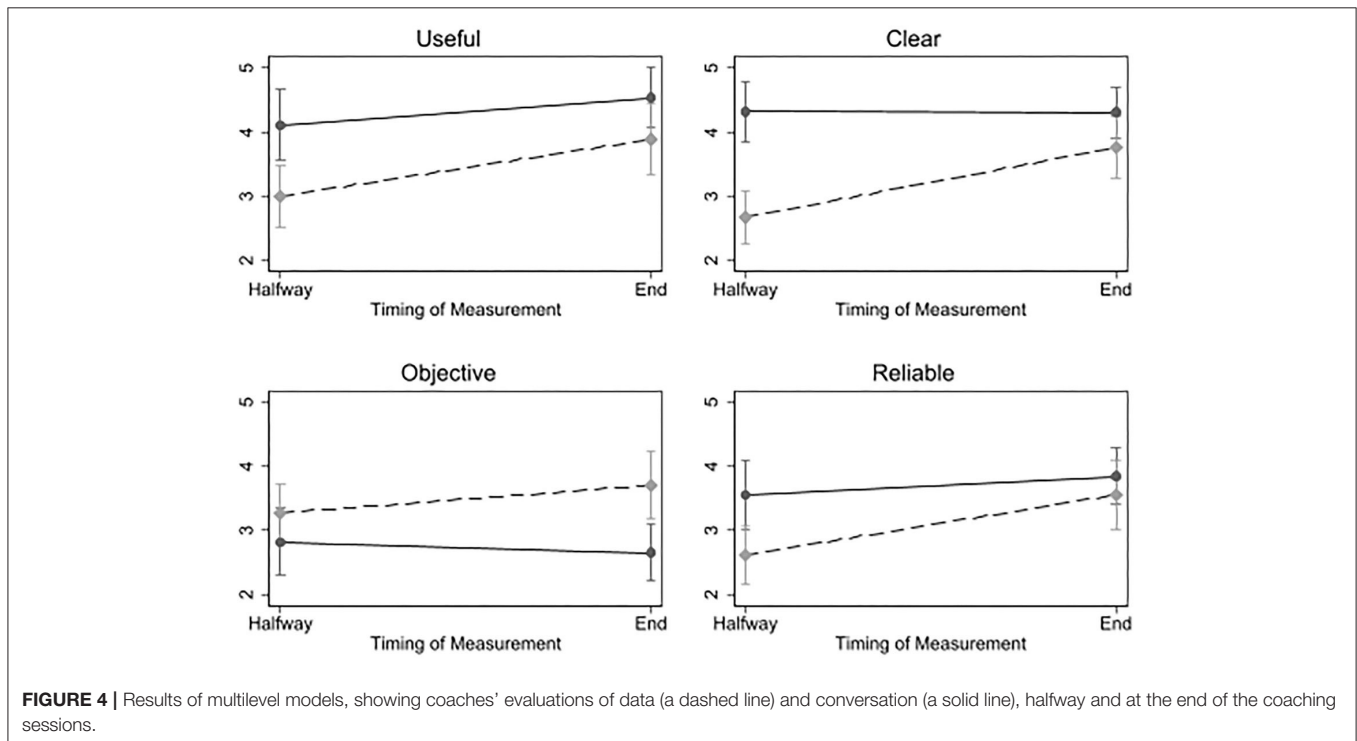 Useful
5
4
3
2
Halfway
End
Timing of Measurement
Clear
5
4
3
2
Halfway
End
Timing of Measurement
Objective
5
4
3
2
Halfway
End
Timing of Measurement
Reliable
5
4
3
2
Halfway
End
Timing of Measurement
FIGURE 4 | Results of multilevel models, showing coaches’ evaluations of data (a dashed line) and conversation (a solid line), halfway and at the end of the coaching
sessions.